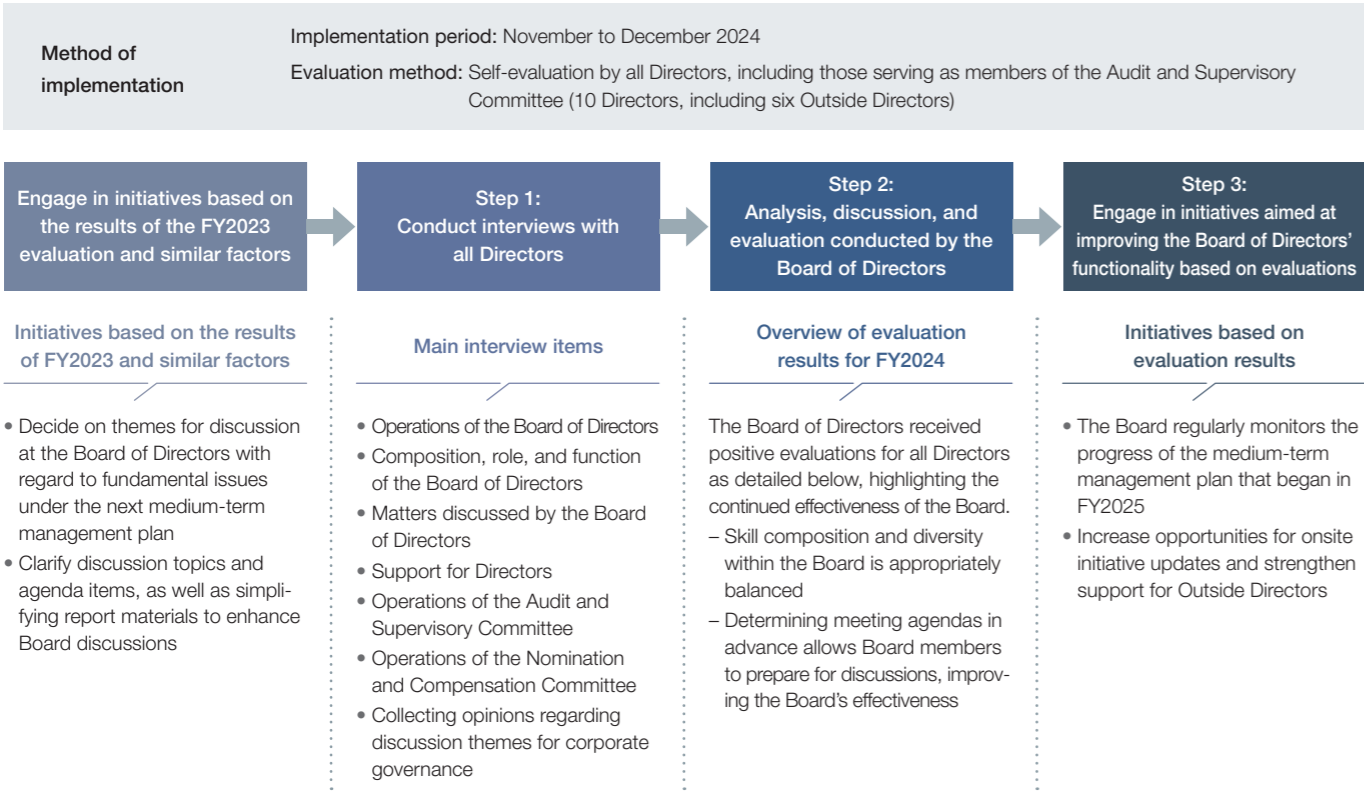 Method of
implementation
Implementation period: November to December 2024
Evaluation method: Self-evaluation by all Directors, including those serving as members of the Audit and Supervisory
Committee (10 Directors, including six Outside Directors)
Engage in initiatives based on
the results of the FY2023
evaluation and similar factors
Step 1:
Conduct interviews with
all Directors
Step 2:
Analysis, discussion, and
evaluation conducted by the
Board of Directors
Step 3:
Engage in initiatives aimed at
improving the Board of Directors'
functionality based on evaluations
Initiatives based on the results
of FY2023 and similar factors
• Decide on themes for discussion
at the Board of Directors with
regard to fundamental issues
under the next medium-term
management plan
• Clarify discussion topics and
agenda items, as well as simpli-
fying report materials to enhance
Board discussions
Main interview items
• Operations of the Board of Directors
• Composition, role, and function
of the Board of Directors
• Matters discussed by the Board
of Directors
• Support for Directors
• Operations of the Audit and
Supervisory Committee
• Operations of the Nomination
and Compensation Committee
• Collecting opinions regarding
discussion themes for corporate
governance
Overview of evaluation
results for FY2024
The Board of Directors received
positive evaluations for all Directors
as detailed below, highlighting the
continued effectiveness of the Board.
– Skill composition and diversity
within the Board is appropriately
balanced
– Determining meeting agendas in
advance allows Board members
to prepare for discussions, improv-
ing the Board's effectiveness
Initiatives based on
evaluation results
• The Board regularly monitors the
progress of the medium-term
management plan that began in
FY2025
• Increase opportunities for onsite
initiative updates and strengthen
support for Outside Directors